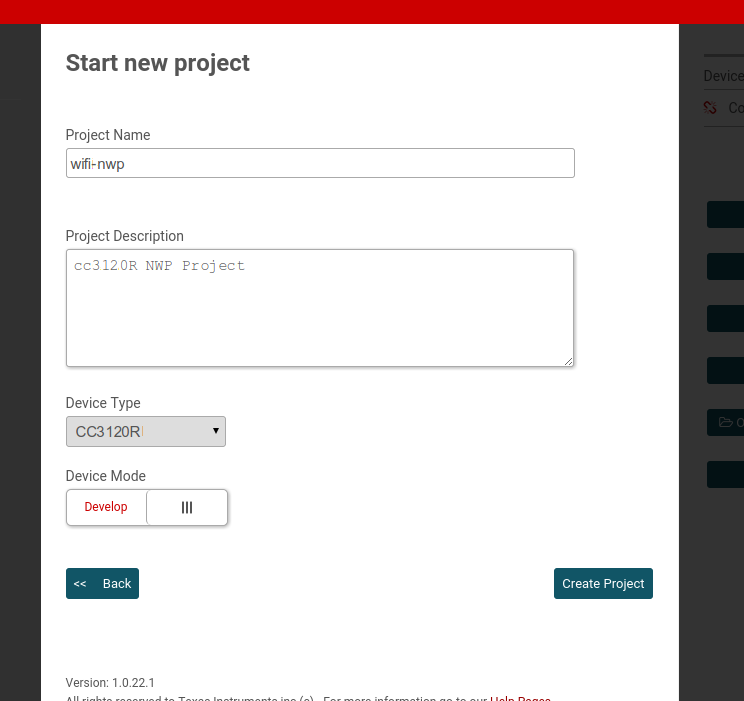 Start new project
Device
Co
Project Name
wifi-nwp
Project Description
cc3120R NWP Project
Device Type
CC3120R
Device Mode
Develop
<< Back
Create Project
Version: 1.0.22.1
All rights reserved to Texas Instruments inc.(c). For more information go to our Help Pages